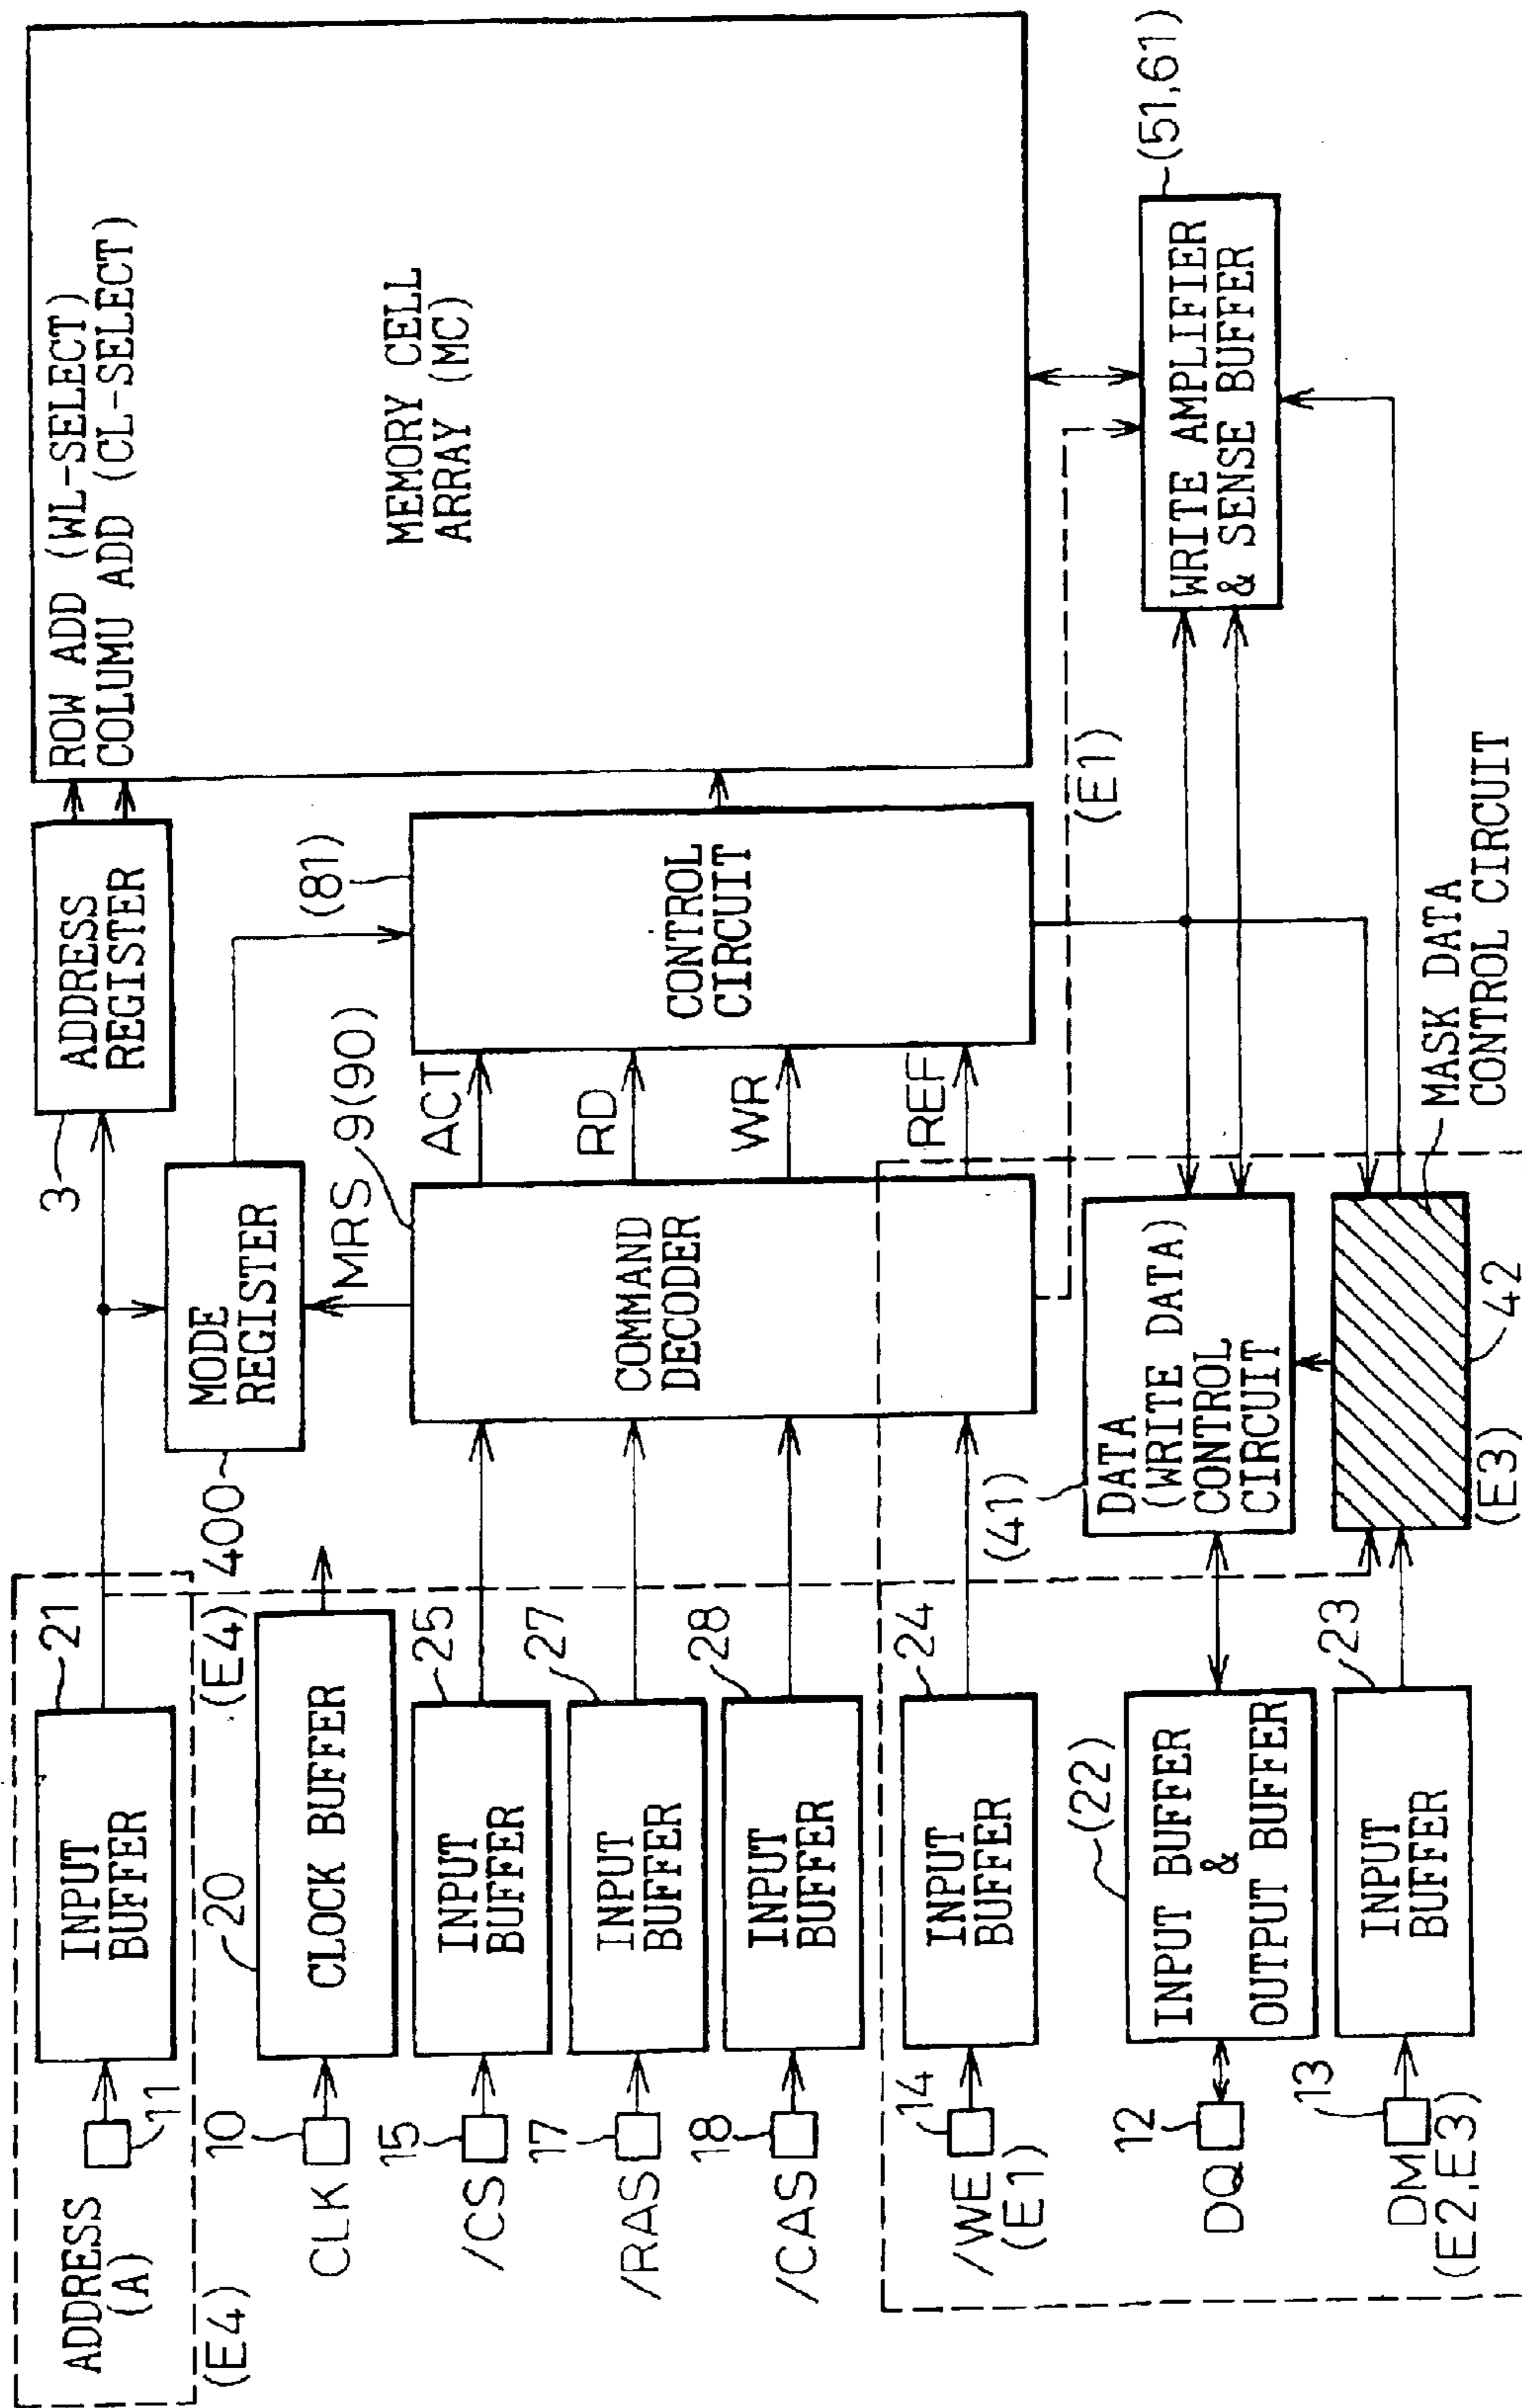 ADDRESS
(A)
(E4)
11
INPUT
BUFFER
21
(E4)
CLK
10
20
CLOCK BUFFER
/CS
15
INPUT
BUFFER
25
/RAS
17
INPUT
BUFFER
27
/CAS
18
INPUT
BUFFER
28
/WE
(E1)
14
INPUT
BUFFER
24
DQ
12
INPUT BUFFER
&
OUTPUT BUFFER
(22)
DM
(E2.E3)
13
INPUT
BUFFER
23
400
MODE
REGISTER
3
ADDRESS
REGISTER
MRS
9(90)
COMMAND
DECODER
ACT
RD
WR
REF
(81)
CONTROL
CIRCUIT
ROW ADD (WL-SELECT)
COLUMU ADD (CL-SELECT)
MEMORY CELL
ARRAY (MC)
(E1)
(41)
DATA
(WRITE DATA)
CONTROL
CIRCUIT
(E3)
42
MASK DATA
CONTROL CIRCUIT
WRITE AMPLIFIER
& SENSE BUFFER
(51,61)